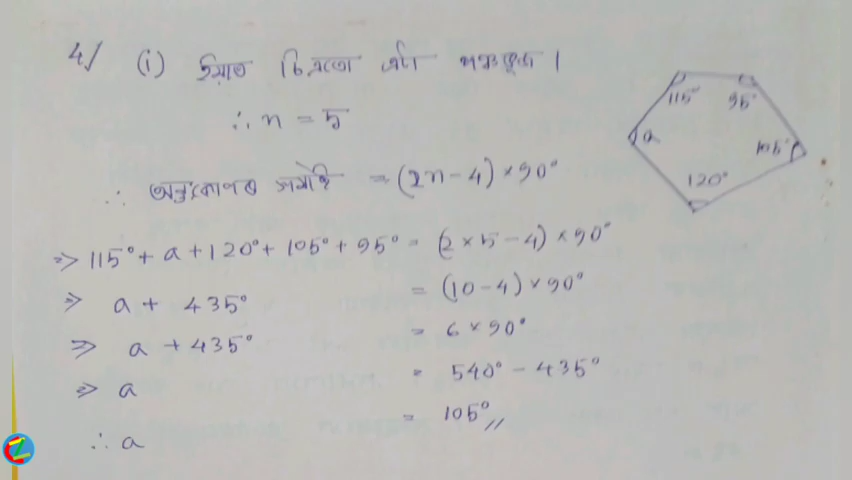 4/ (i) ইয়াত চিত্ৰতো এটা পঞ্চভূজ।
∴ n = 5
∴ অন্তঃকোণৰ সমষ্টি = (2n - 4) × 90°
⇒ 115° + a + 120° + 105° + 95° = (2 × 5 - 4) × 90°
⇒ a + 435° = (10 - 4) × 90°
⇒ a + 435° = 6 × 90°
⇒ a = 540° - 435°
∴ a = 105°//
115° 95°
a 105°
120°